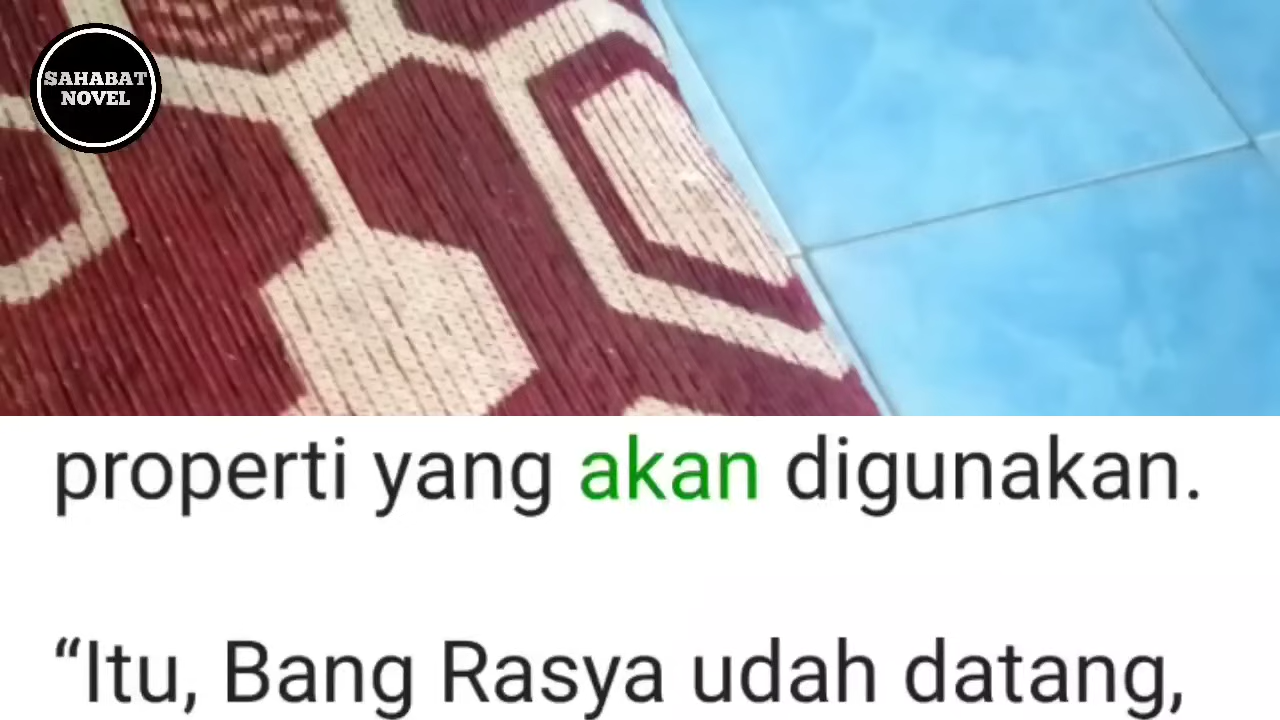 SAHABAT
NOVEL
properti yang akan digunakan.
“Itu, Bang Rasya udah datang,